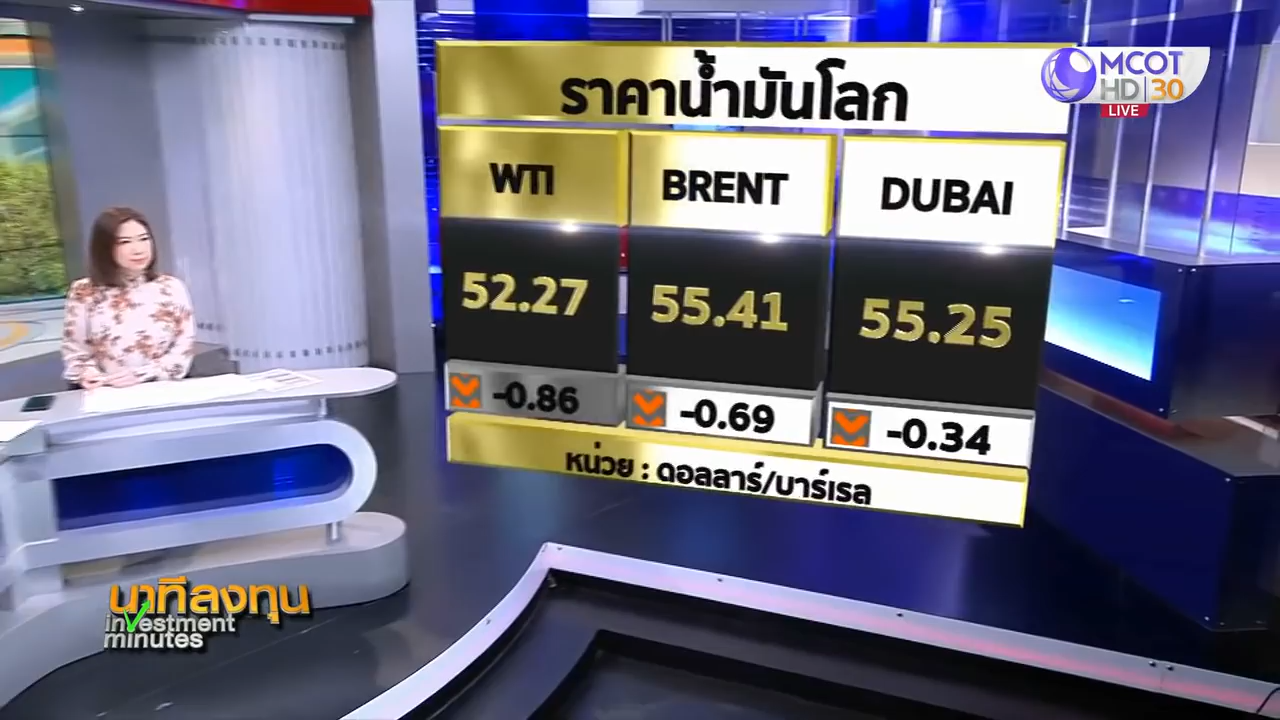 ราคาน้ำมันโลก
MCOT
HD 30
LIVE
WTI BRENT DUBAI
52.27 55.41 55.25
-0.86 -0.69 -0.34
หน่วย : ดอลลาร์/บาร์เรล
นาทีลงทุน
investment
minutes